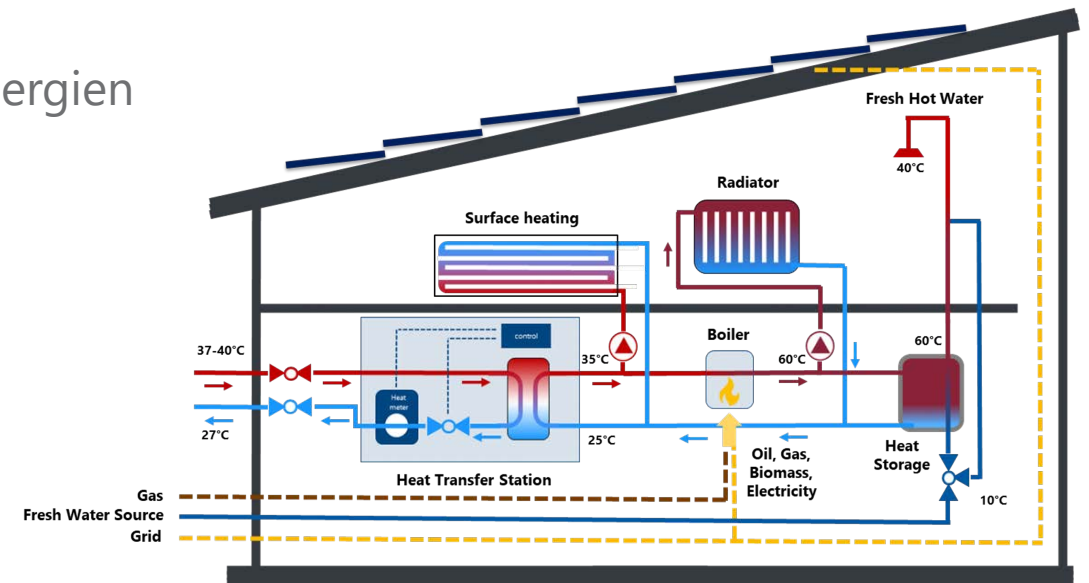 ergien
Fresh Hot Water
40°C
Radiator
Surface heating
control
37-40°C
Boiler
35°C
60°C
60°C
Heat
meter
27°C
25°C
Heat
Storage
Oil, Gas,
Biomass,
Electricity
Heat Transfer Station
Gas
10°C
Fresh Water Source
Grid